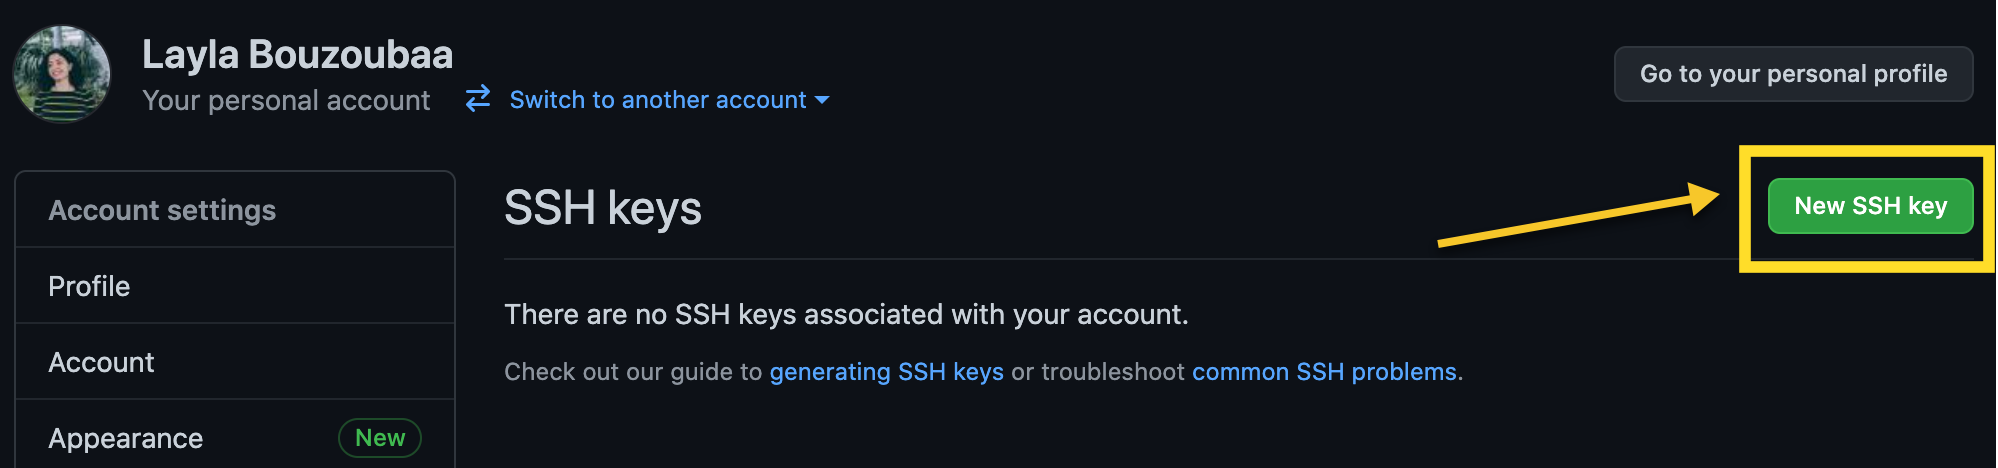 Layla Bouzoubaa
Your personal account
Switch to another account
Go to your personal profile
Account settings
Profile
Account
Appearance
New
SSH keys
New SSH key
There are no SSH keys associated with your account.
Check out our guide to generating SSH keys or troubleshoot common SSH problems.